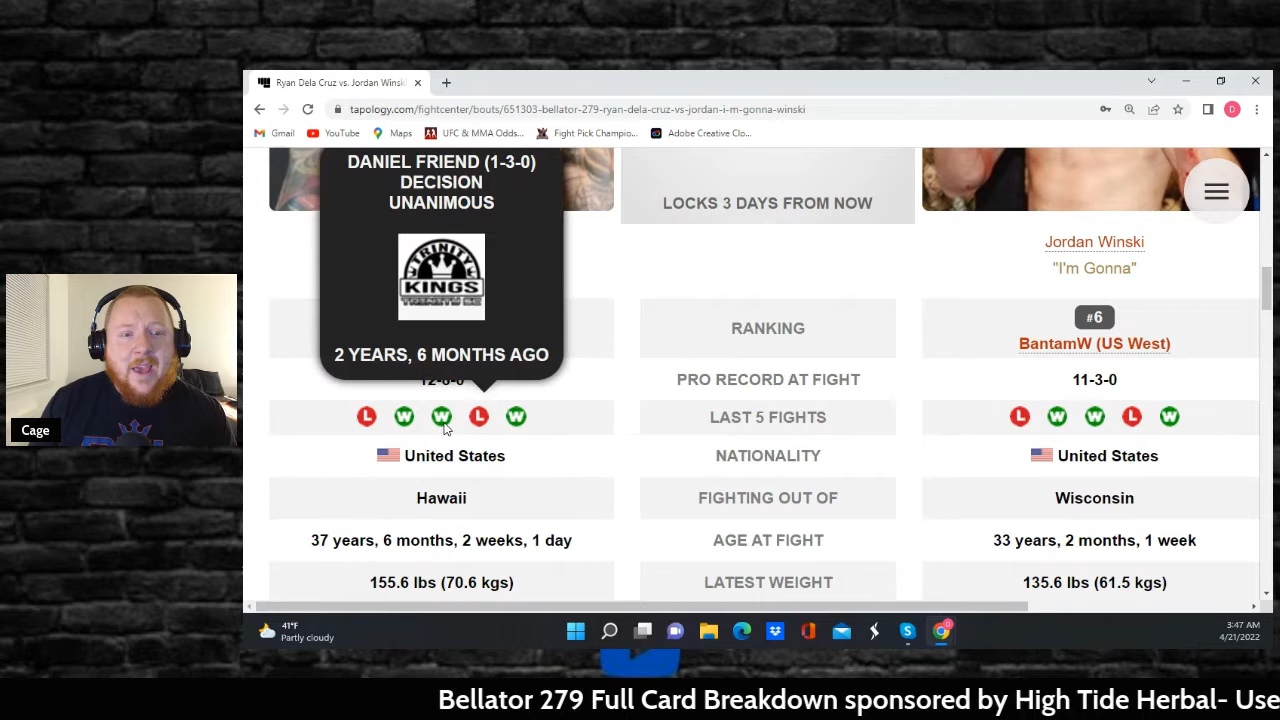 Ryan Dela Cruz vs. Jordan Winsk
tapology.com/fightcenter/bouts/651303-bellator-279-ryan-dela-cruz-vs-jordan-i-m-gonna-winski
D
Gmail
YouTube
Maps
UFC & MMA Odds...
Fight Pick Champio...
Adobe Creative Clo...
DANIEL FRIEND (1-3-0)
DECISION
UNANIMOUS
TRINITY
KINGS
2 YEARS, 6 MONTHS AGO
LOCKS 3 DAYS FROM NOW
Jordan Winski
"I'm Gonna"
RANKING
#6
BantamW (US West)
PRO RECORD AT FIGHT
11-3-0
L W W L W
LAST 5 FIGHTS
L W W L W
United States
NATIONALITY
United States
Hawaii
FIGHTING OUT OF
Wisconsin
37 years, 6 months, 2 weeks, 1 day
AGE AT FIGHT
33 years, 2 months, 1 week
155.6 lbs (70.6 kgs)
LATEST WEIGHT
135.6 lbs (61.5 kgs)
Cage
41°F
Partly cloudy
3:47 AM
4/21/2022
Bellator 279 Full Card Breakdown sponsored by High Tide Herbal- Use